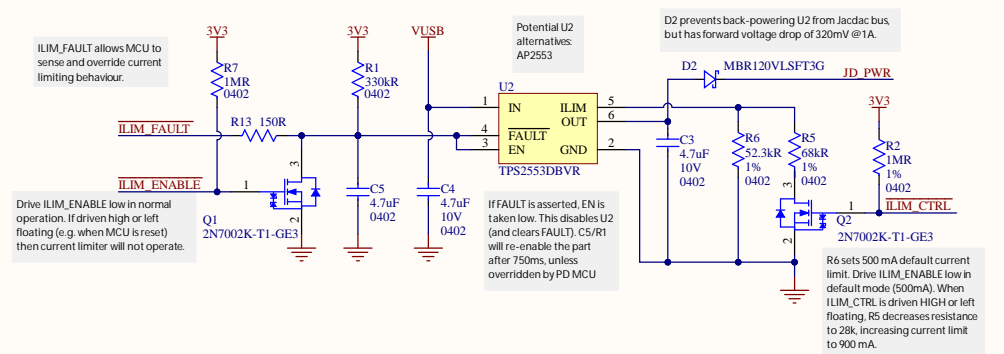 ILIM_FAULT allows MCU to
sense and override current
limiting behaviour.
3V3
R7
1MR
0402
3V3
R1
330kR
0402
VUSB
Potential U2
alternatives:
AP2553
D2 prevents back-powering U2 from Jacdac bus,
but has forward voltage drop of 320mV @1A.
D2
MBR120VLSFT3G
JD_PWR
U2
1
IN
4
FAULT
3
EN
ILIM
5
OUT
6
GND
2
TPS2553DBVR
3V3
R2
1MR
1%
0402
ILIM_FAULT
R13 150R
ILIM_ENABLE
1
3
2
Q1
2N7002K-T1-GE3
C5
4.7uF
0402
C4
4.7uF
10V
0402
C3
4.7uF
10V
0402
R6
52.3kR
1%
0402
R5
68kR
1%
0402
3
1
2
Q2
2N7002K-T1-GE3
ILIM_CTRL
Drive ILIM_ENABLE low in normal
operation. If driven high or left
floating (e.g. when MCU is reset)
then current limiter will not operate.
If FAULT is asserted, EN is
taken low. This disables U2
(and clears FAULT). C5/R1
will re-enable the part
after 750ms, unless
overridden by PD MCU
R6 sets 500 mA default current
limit. Drive ILIM_ENABLE low in
default mode (500mA). When
ILIM_CTRL is driven HIGH or left
floating, R5 decreases resistance
to 28k, increasing current limit
to 900 mA.